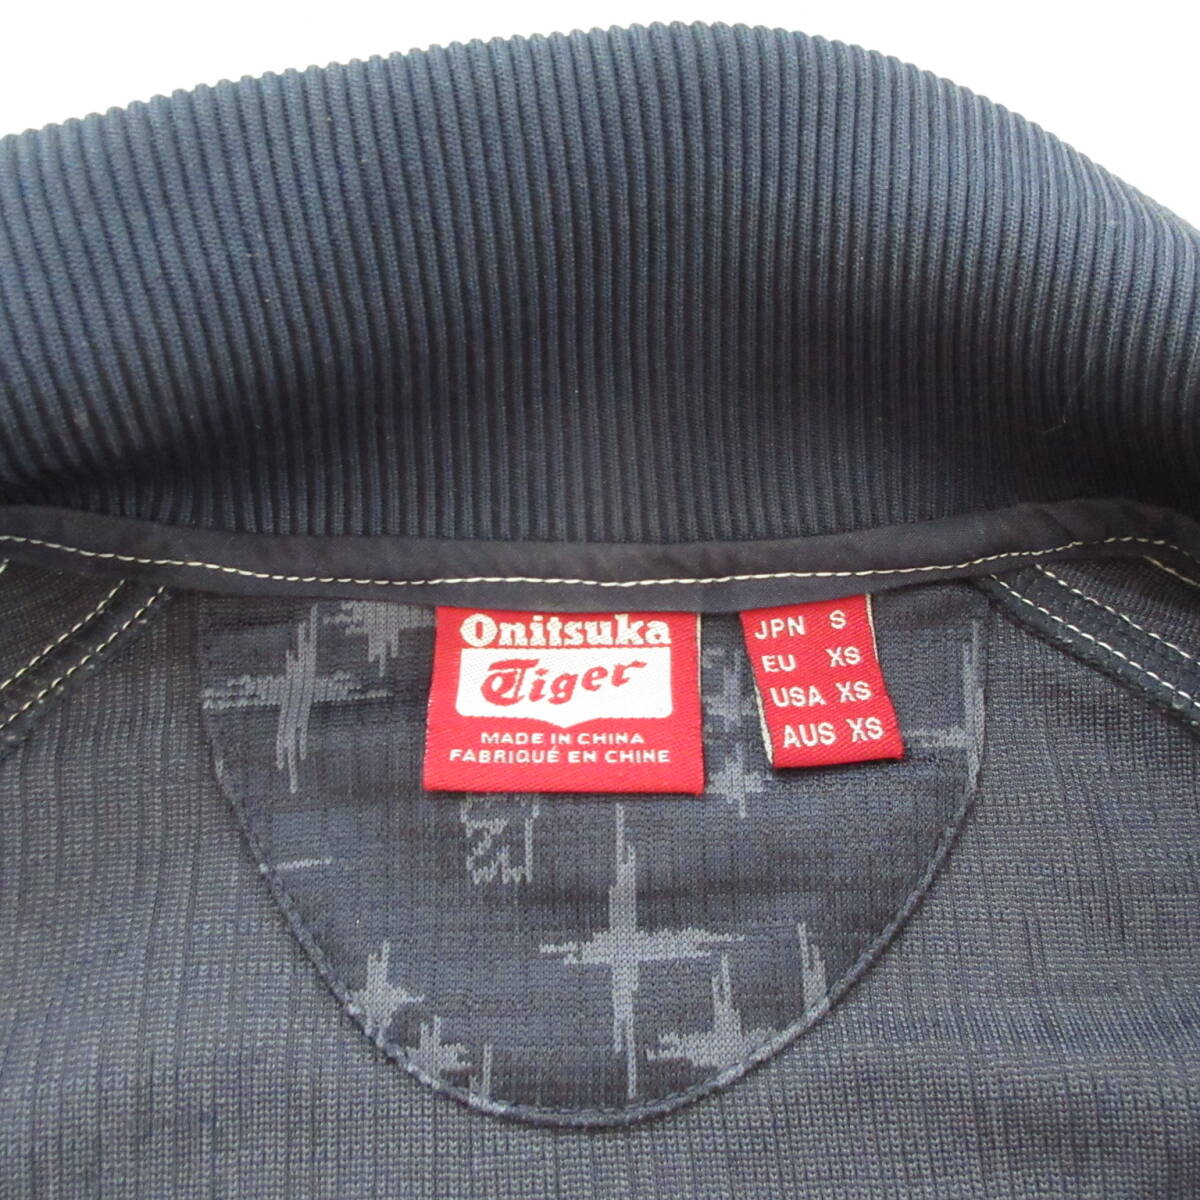 Onitsuka
Tiger
MADE IN CHINA
FABRIQUÉ EN CHINE
JPN S
EU XS
USA XS
AUS XS